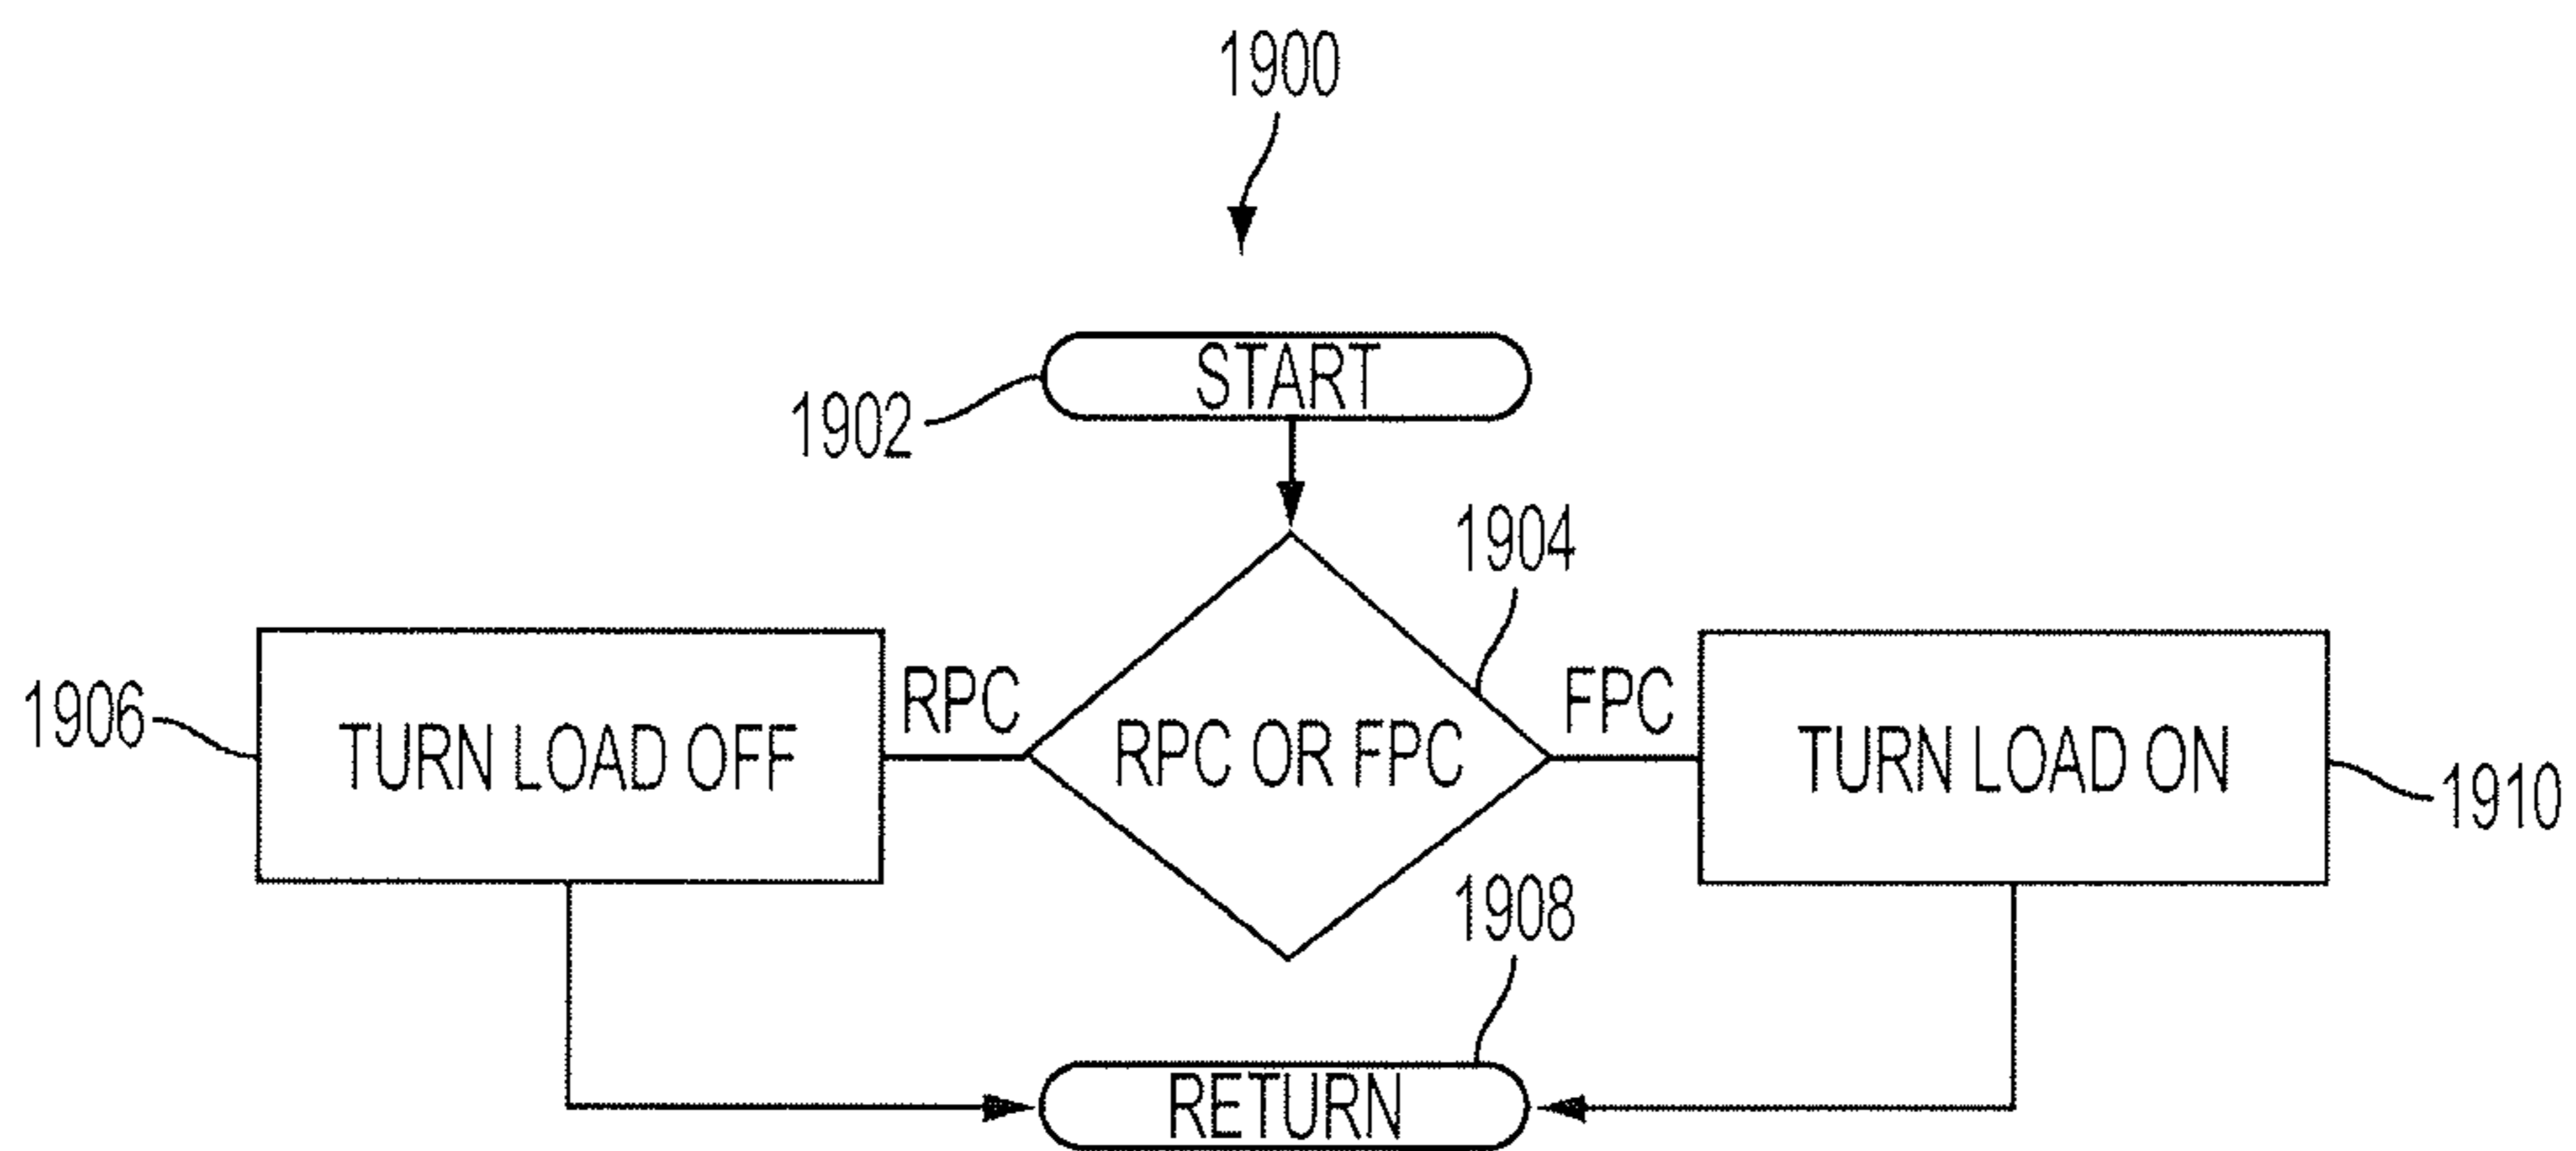 1900
START
1902
1904
RPC
FPC
1906
TURN LOAD OFF
RPC OR FPC
TURN LOAD ON
1910
1908
RETURN